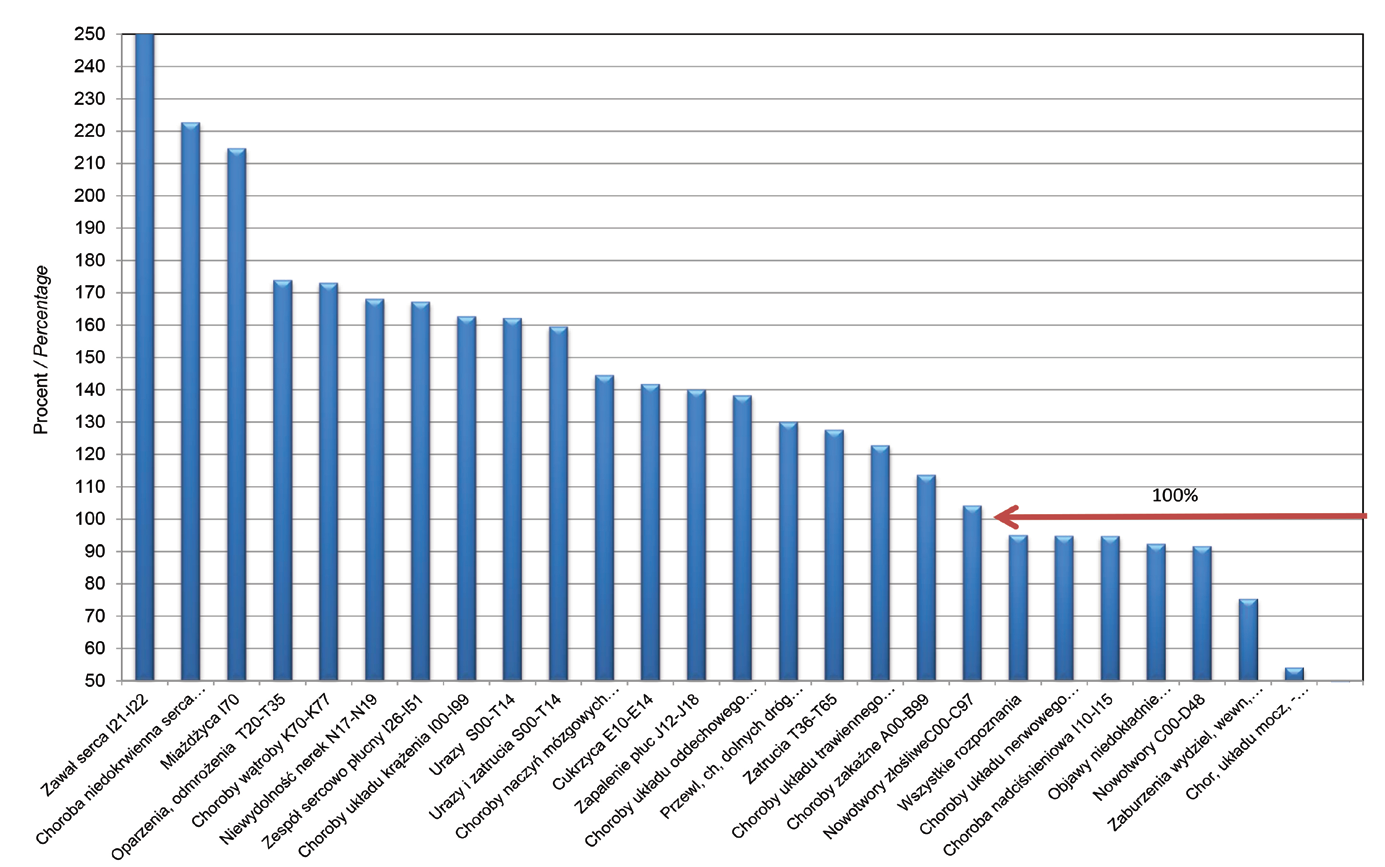 250
240
230
220
210
200
190
180
170
160
150
140
130
120
110
100
90
80
70
60
50
Procent / Percentage
100%
Zawał serca I21-I22
Choroba niedokrwienna serca...
Miażdżyca I70
Oparzenia, odmrożenia T20-T35
Choroby wątroby K70-K77
Niewydolność nerek N17-N19
Zespół sercowo płucny I26-I51
Choroby układu krążenia I00-I99
Urazy S00-T14
Urazy i zatrucia S00-T14
Choroby naczyń mózgowych...
Cukrzyca E10-E14
Zapalenie płuc J12-J18
Choroby układu oddechowego...
Przewl, ch, dolnych dróg...
Zatrucia T36-T65
Choroby układu trawiennego...
Choroby zakaźne A00-B99
Nowotwory złośliweC00-C97
Wszystkie rozpoznania
Choroby układu nerwowego...
Choroba nadciśnieniowa I10-I15
Objawy niedokładnie...
Nowotwory C00-D48
Zaburzenia wydziel, wewn,...
Chor, układu mocz, -...